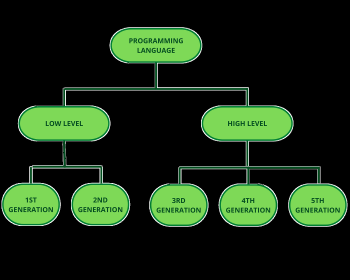 PROGRAMMING
LANGUAGE
LOW LEVEL
HIGH LEVEL
1ST
GENERATION
2ND
GENERATION
3RD
GENERATION
4TH
GENERATION
5TH
GENERATION